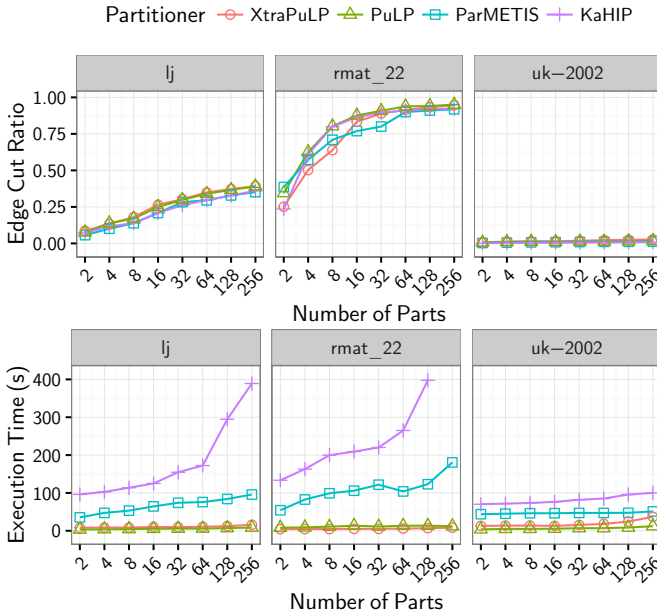 Partitioner XtraPuLP PuLP ParMETIS KaHIP
lj rmat_22 uk−2002
Edge Cut Ratio
1.00
0.75
0.50
0.25
0.00
2 4 8 16 32 64 128 256 2 4 8 16 32 64 128 256 2 4 8 16 32 64 128 256
Number of Parts
lj rmat_22 uk−2002
Execution Time (s)
400
300
200
100
0
2 4 8 16 32 64 128 256 2 4 8 16 32 64 128 256 2 4 8 16 32 64 128 256
Number of Parts